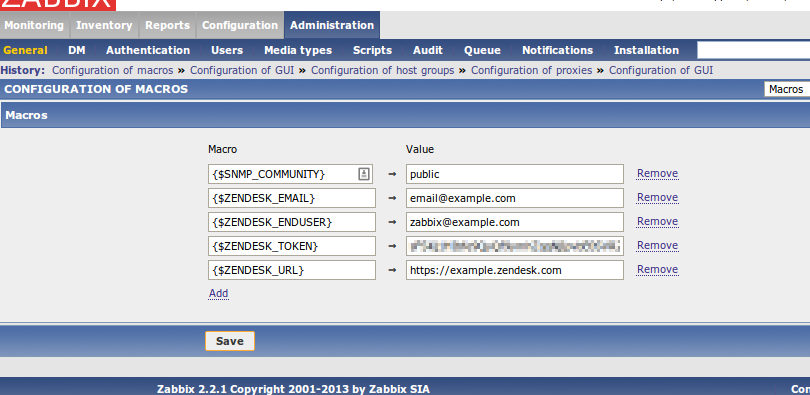 ZABBIX
Monitoring Inventory Reports Configuration Administration
General DM Authentication Users Media types Scripts Audit Queue Notifications Installation
History: Configuration of macros » Configuration of GUI » Configuration of host groups » Configuration of proxies » Configuration of GUI
CONFIGURATION OF MACROS Macros
Macros
Macro Value
{$SNMP_COMMUNITY} ⇒ public Remove
{$ZENDESK_EMAIL} ⇒ email@example.com Remove
{$ZENDESK_ENDUSER} ⇒ zabbix@example.com Remove
{$ZENDESK_TOKEN} ⇒ Remove
{$ZENDESK_URL} ⇒ https://example.zendesk.com Remove
Add
Save
Zabbix 2.2.1 Copyright 2001-2013 by Zabbix SIA